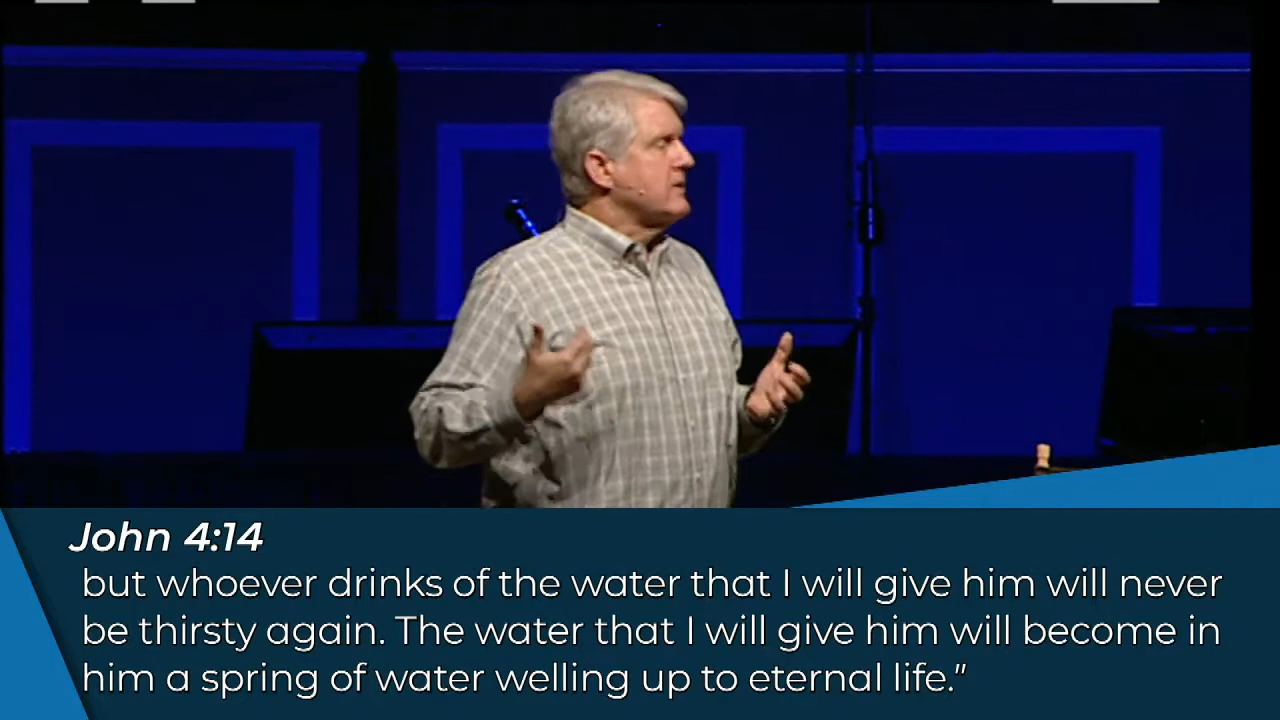 John 4:14
but whoever drinks of the water that I will give him will never
be thirsty again. The water that I will give him will become in
him a spring of water welling up to eternal life."